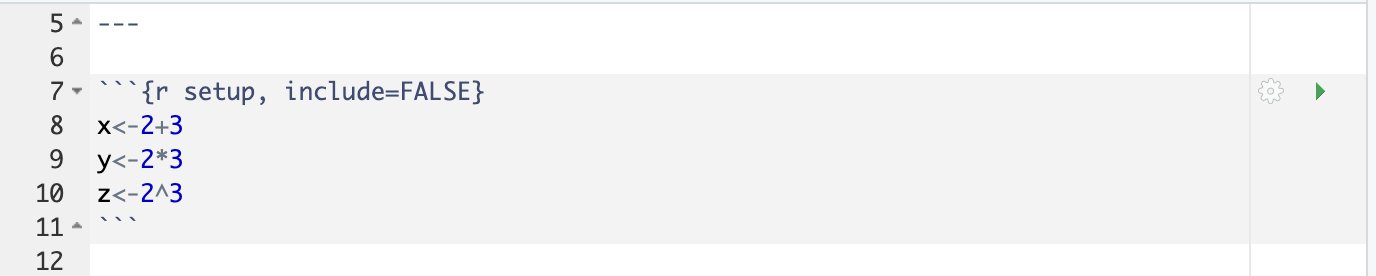 5 ---
6
7 ```{r setup, include=FALSE}
8 x<-2+3
9 y<-2*3
10 z<-2^3
11 ```
12